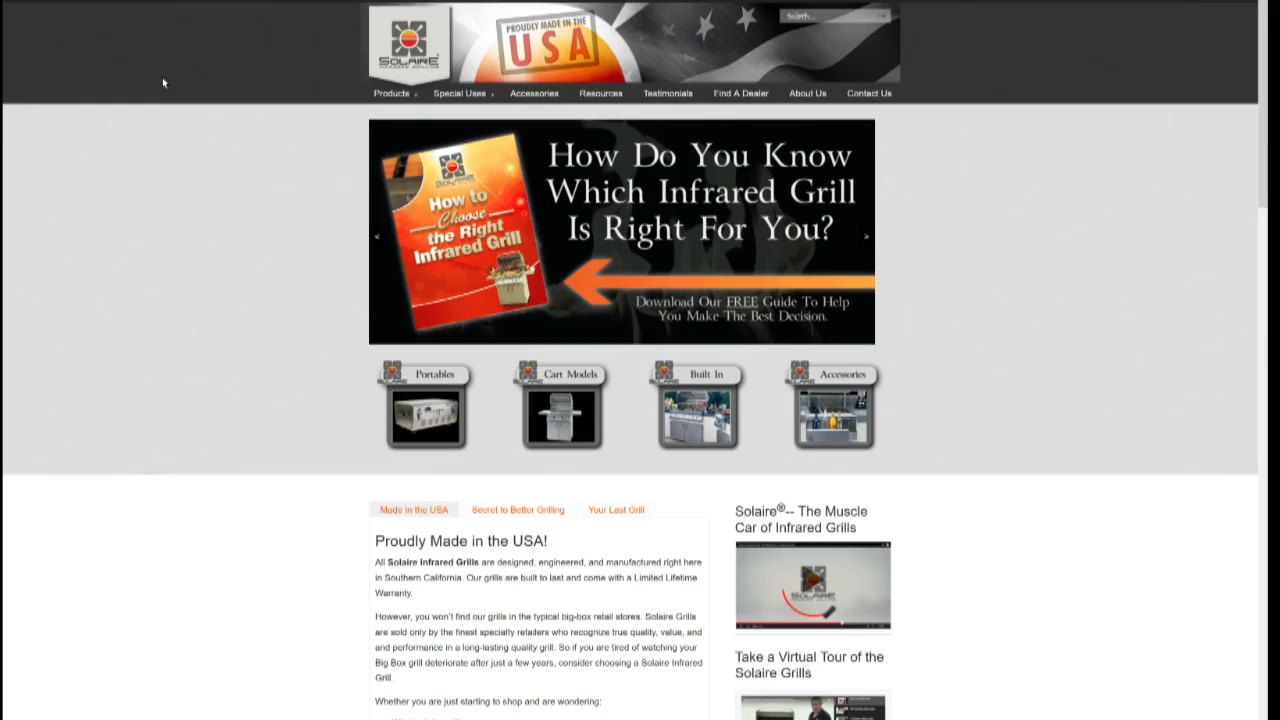 SOLAIRE
INFRARED GRILLING
PROUDLY MADE IN THE
USA
Search...
Products
Special Uses
Accessories
Resources
Testimonials
Find A Dealer
About Us
Contact Us
SOLAIRE
How to
Choose
the Right
Infrared Grill
How Do You Know
Which Infrared Grill
Is Right For You?
Download Our FREE Guide To Help
You Make The Best Decision.
<
>
SOLAIRE
Portables
SOLAIRE
Cart Models
SOLAIRE
Built In
SOLAIRE
Accessories
Made in the USA
Secret to Better Grilling
Your Last Grill
Proudly Made in the USA!
All Solaire Infrared Grills are designed, engineered, and manufactured right here
in Southern California. Our grills are built to last and come with a Limited Lifetime
Warranty.
However, you won't find our grills in the typical big-box retail stores. Solaire Grills
are sold only by the finest specialty retailers who recognize true quality, value, and
and performance in a long-lasting quality grill. So if you are tired of watching your
Big Box grill deteriorate after just a few years, consider choosing a Solaire Infrared
Grill.
Whether you are just starting to shop and are wondering:
Solaire®-- The Muscle
Car of Infrared Grills
SOLAIRE
Take a Virtual Tour of the
Solaire Grills